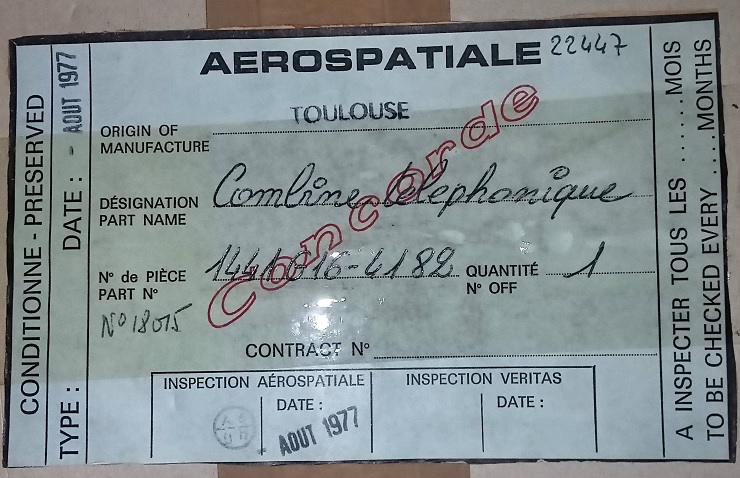 CONDITIONNE - PRESERVED
TYPE : DATE : - AOUT 1977
AEROSPATIALE 22447
TOULOUSE
ORIGIN OF
MANUFACTURE
Concorde
DÉSIGNATION Combiné téléphonique
PART NAME
N° de PIÈCE 144A016-4182 QUANTITÉ 1
PART N° N° OFF
N° 18015
CONTRACT N°
INSPECTION AÉROSPATIALE INSPECTION VERITAS
DATE : DATE :
- AOUT 1977
A INSPECTER TOUS LES ...... MOIS
TO BE CHECKED EVERY .... MONTHS